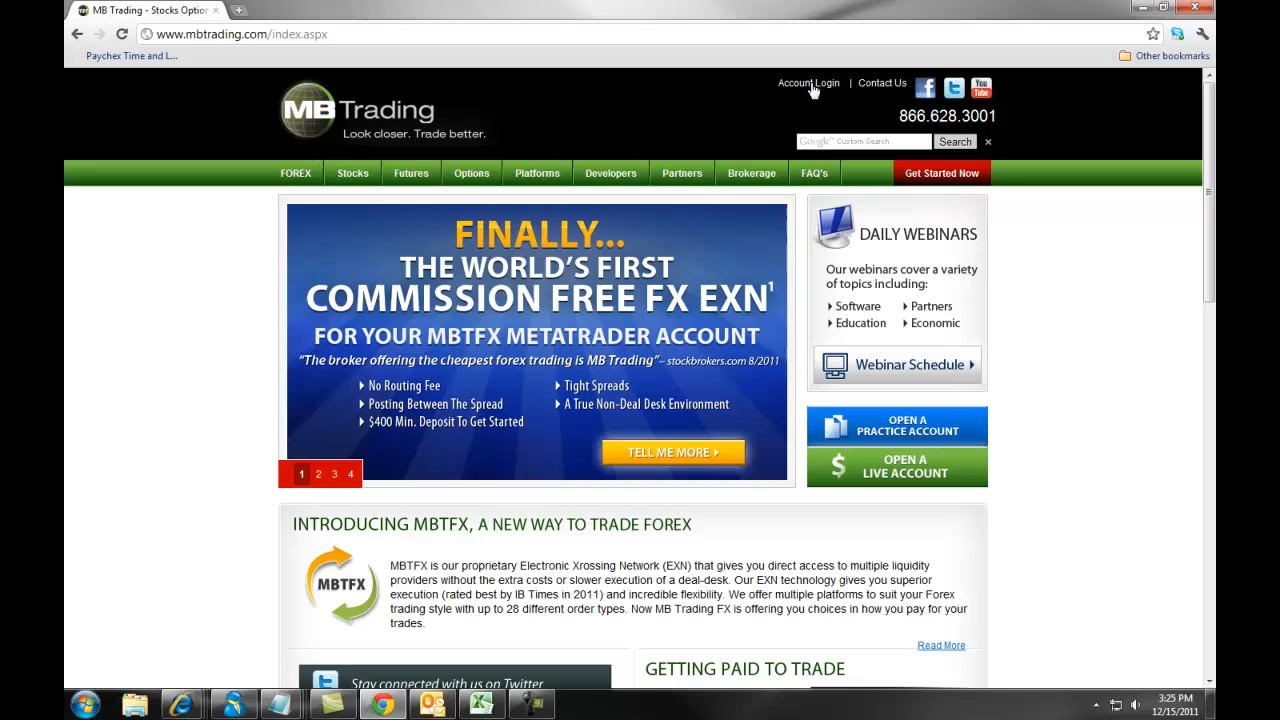 MB Trading - Stocks Option
www.mbtrading.com/index.aspx
Paychex Time and L...
Other bookmarks
Account Login | Contact Us
You Tube
MB Trading
Look closer. Trade better.
866.628.3001
Google™ Custom Search
Search
FOREX
Stocks
Futures
Options
Platforms
Developers
Partners
Brokerage
FAQ's
Get Started Now
FINALLY...
THE WORLD'S FIRST
COMMISSION FREE FX EXN¹
FOR YOUR MBTFX METATRADER ACCOUNT
"The broker offering the cheapest forex trading is MB Trading"– stockbrokers.com 8/2011
No Routing Fee
Tight Spreads
Posting Between The Spread
A True Non-Deal Desk Environment
$400 Min. Deposit To Get Started
TELL ME MORE
1 2 3 4
DAILY WEBINARS
Our webinars cover a variety
of topics including:
Software
Partners
Education
Economic
Webinar Schedule
OPEN A
PRACTICE ACCOUNT
OPEN A
LIVE ACCOUNT
INTRODUCING MBTFX, A NEW WAY TO TRADE FOREX
MBTFX
MBTFX is our proprietary Electronic Xrossing Network (EXN) that gives you direct access to multiple liquidity
providers without the extra costs or slower execution of a deal-desk. Our EXN technology gives you superior
execution (rated best by IB Times in 2011) and incredible flexibility. We offer multiple platforms to suit your Forex
trading style with up to 28 different order types. Now MB Trading FX is offering you choices in how you pay for your
trades.
Read More
Stay connected with us on Twitter
GETTING PAID TO TRADE
3:25 PM
12/15/2011